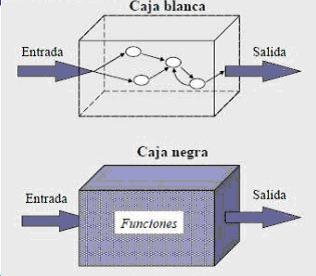 Caja blanca
Entrada
Salida
Caja negra
Entrada
Salida
Funciones